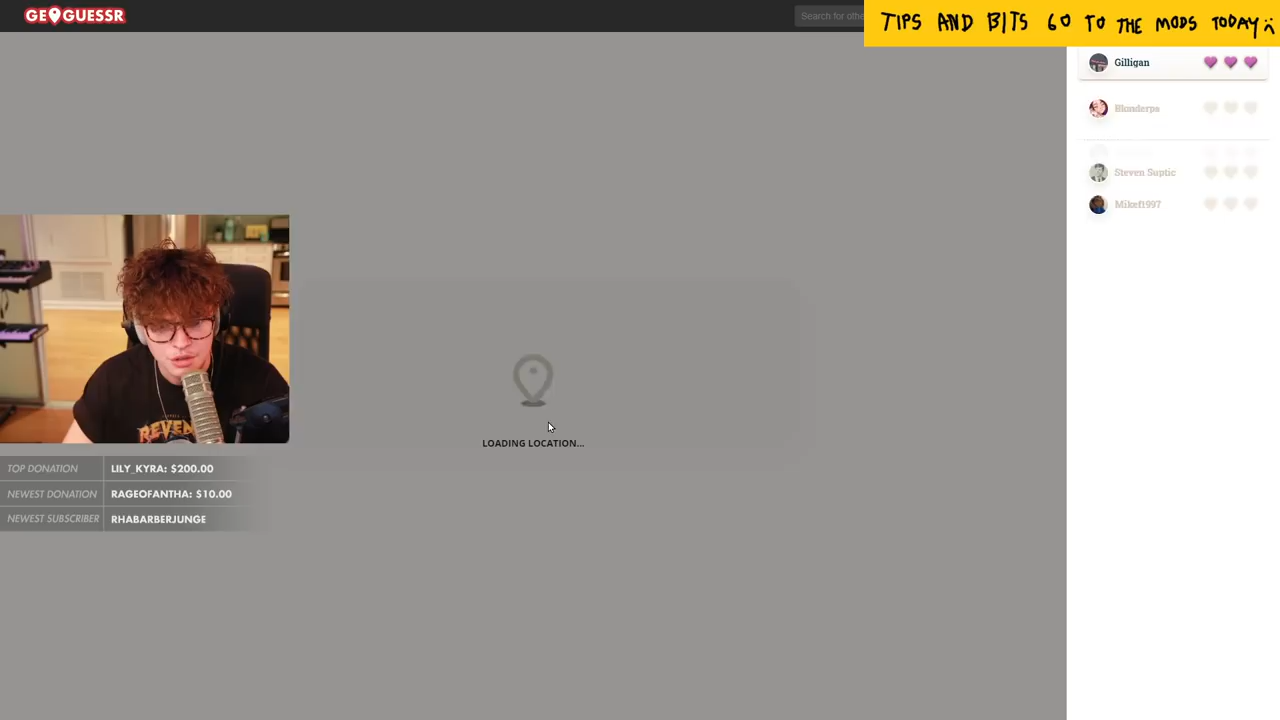 GEOGUESSR
Search for othe
TIPS AND BITS GO TO THE MODS TODAY :(
Gilligan
Blunderpa
Steven Suptic
Mikef1997
REVEN
LOADING LOCATION...
TOP DONATION LILY_KYRA: $200.00
NEWEST DONATION RAGEOFANTHA: $10.00
NEWEST SUBSCRIBER RHABARBERJUNGE